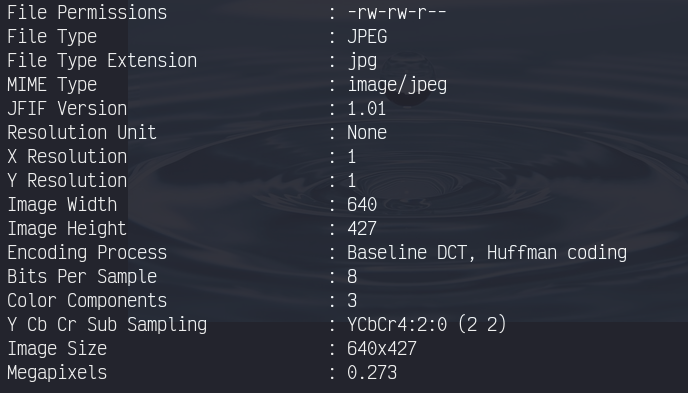 File Permissions : -rw-rw-r--
File Type : JPEG
File Type Extension : jpg
MIME Type : image/jpeg
JFIF Version : 1.01
Resolution Unit : None
X Resolution : 1
Y Resolution : 1
Image Width : 640
Image Height : 427
Encoding Process : Baseline DCT, Huffman coding
Bits Per Sample : 8
Color Components : 3
Y Cb Cr Sub Sampling : YCbCr4:2:0 (2 2)
Image Size : 640x427
Megapixels : 0.273